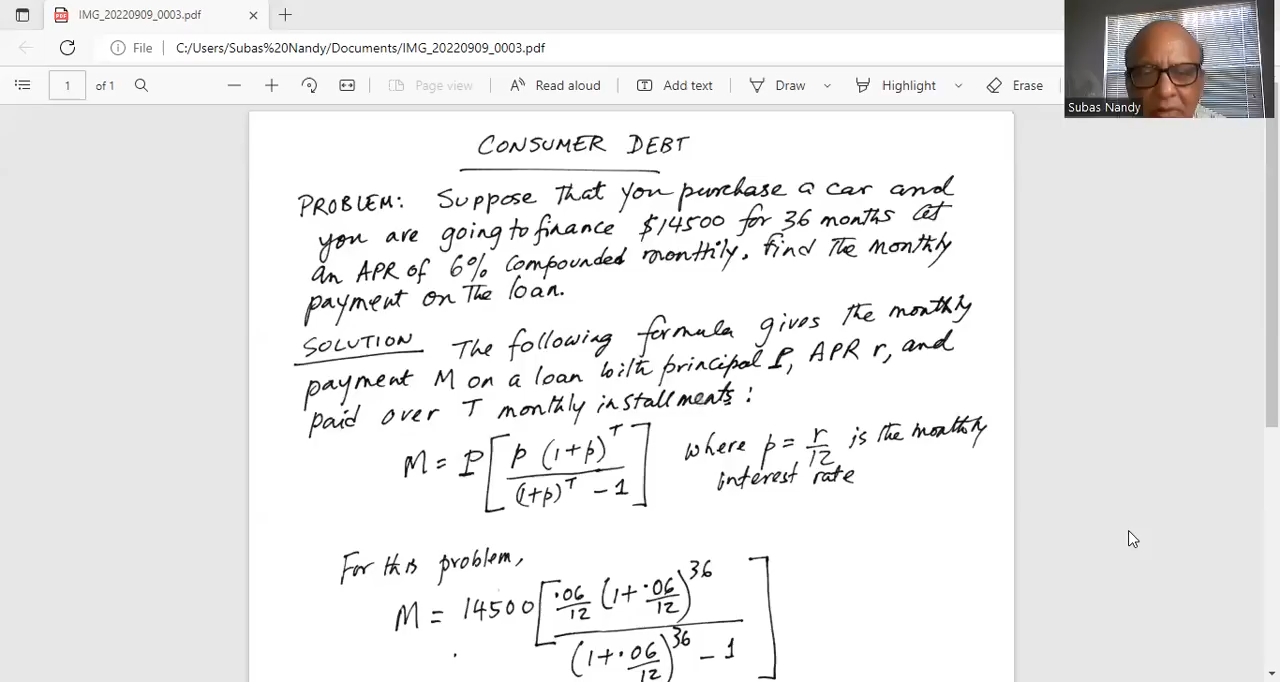 IMG_20220909_0003.pdf
File
C:/Users/Subas%20Nandy/Documents/IMG_20220909_0003.pdf
1 of 1
Page view
Read aloud
Add text
Draw
Highlight
Erase
Subas Nandy
CONSUMER DEBT
PROBLEM: Suppose that you purchase a car and
you are going to finance $14500 for 36 months at
an APR of 6% compounded monthly. find the monthly
payment on the loan.
SOLUTION The following formula gives the monthly
payment M on a loan with principal P, APR r, and
paid over T monthly installments:
M = P[ p (1+p)^T / (1+p)^T - 1 ] where p = r/12 is the monthly
interest rate
For this problem,
M = 14500 [ .06/12 (1+ .06/12)^36 / (1+ .06/12)^36 - 1 ]